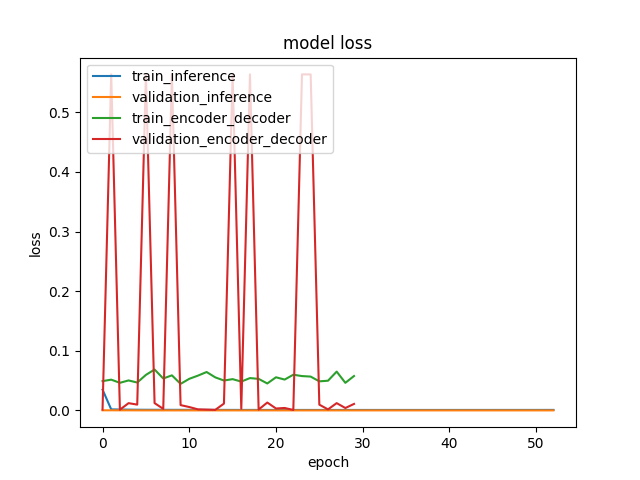 model loss
train_inference
validation_inference
train_encoder_decoder
validation_encoder_decoder
0.5
0.4
0.3
0.2
0.1
0.0
loss
0 10 20 30 40 50
epoch